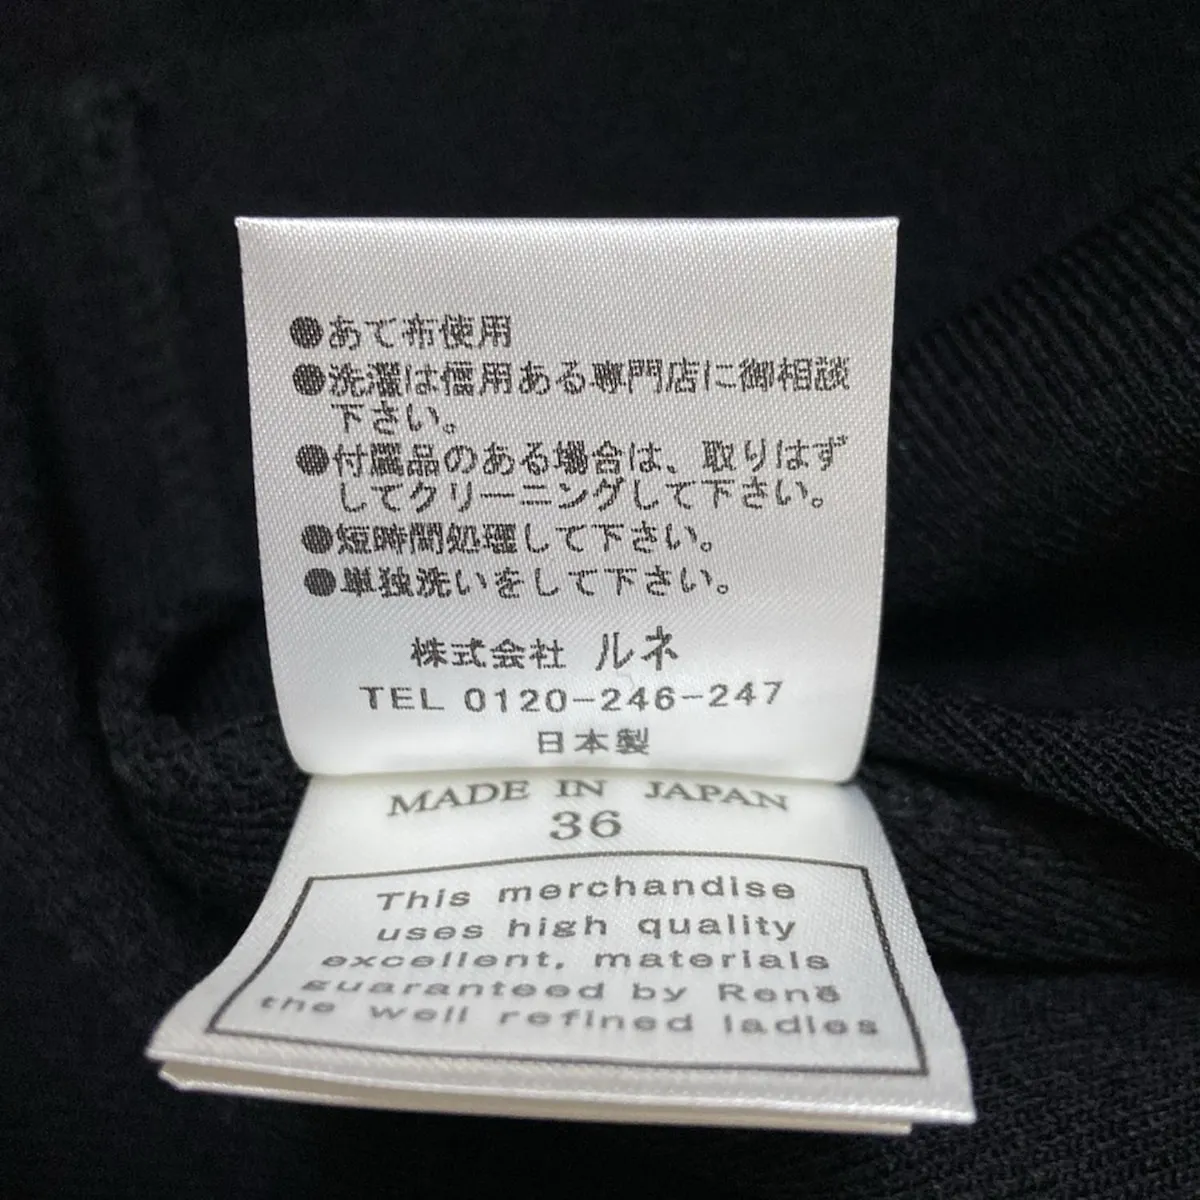 ●あて布使用
●洗濯は信用ある専門店に御相談
下さい。
●付属品のある場合は、取りはず
してクリーニングして下さい。
●短時間処理して下さい。
●単独洗いをして下さい。
株式会社 ルネ
TEL 0120-246-247
日本製
MADE IN JAPAN
36
This merchandise
uses high quality
excellent, materials
guaranteed by René
the well refined ladies